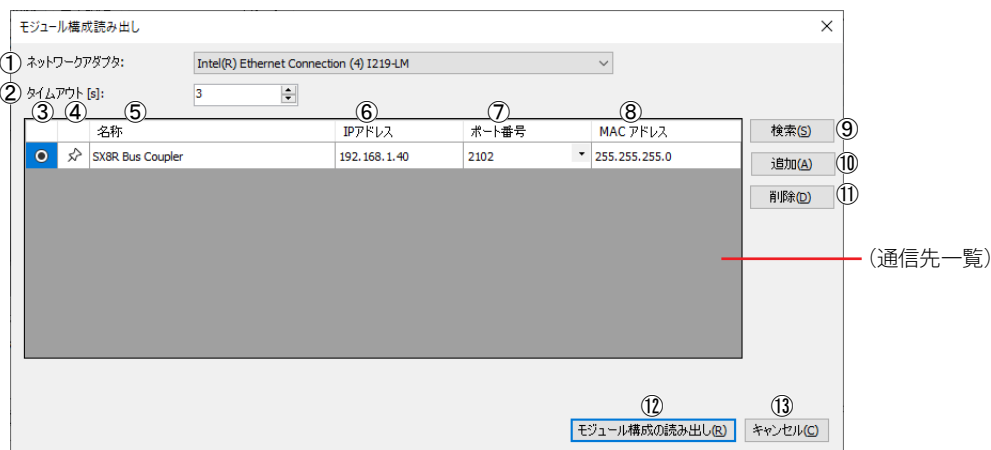 モジュール構成読み出し
① ネットワークアダプタ: Intel(R) Ethernet Connection (4) I219-LM
② タイムアウト [s]: 3
③ ④ ⑤ ⑥ ⑦ ⑧
名称 IPアドレス ポート番号 MAC アドレス 検索(S) ⑨
SX8R Bus Coupler 192.168.1.40 2102 255.255.255.0 追加(A) ⑩
削除(D) ⑪
(通信先一覧)
⑫ ⑬
モジュール構成の読み出し(R) キャンセル(C)